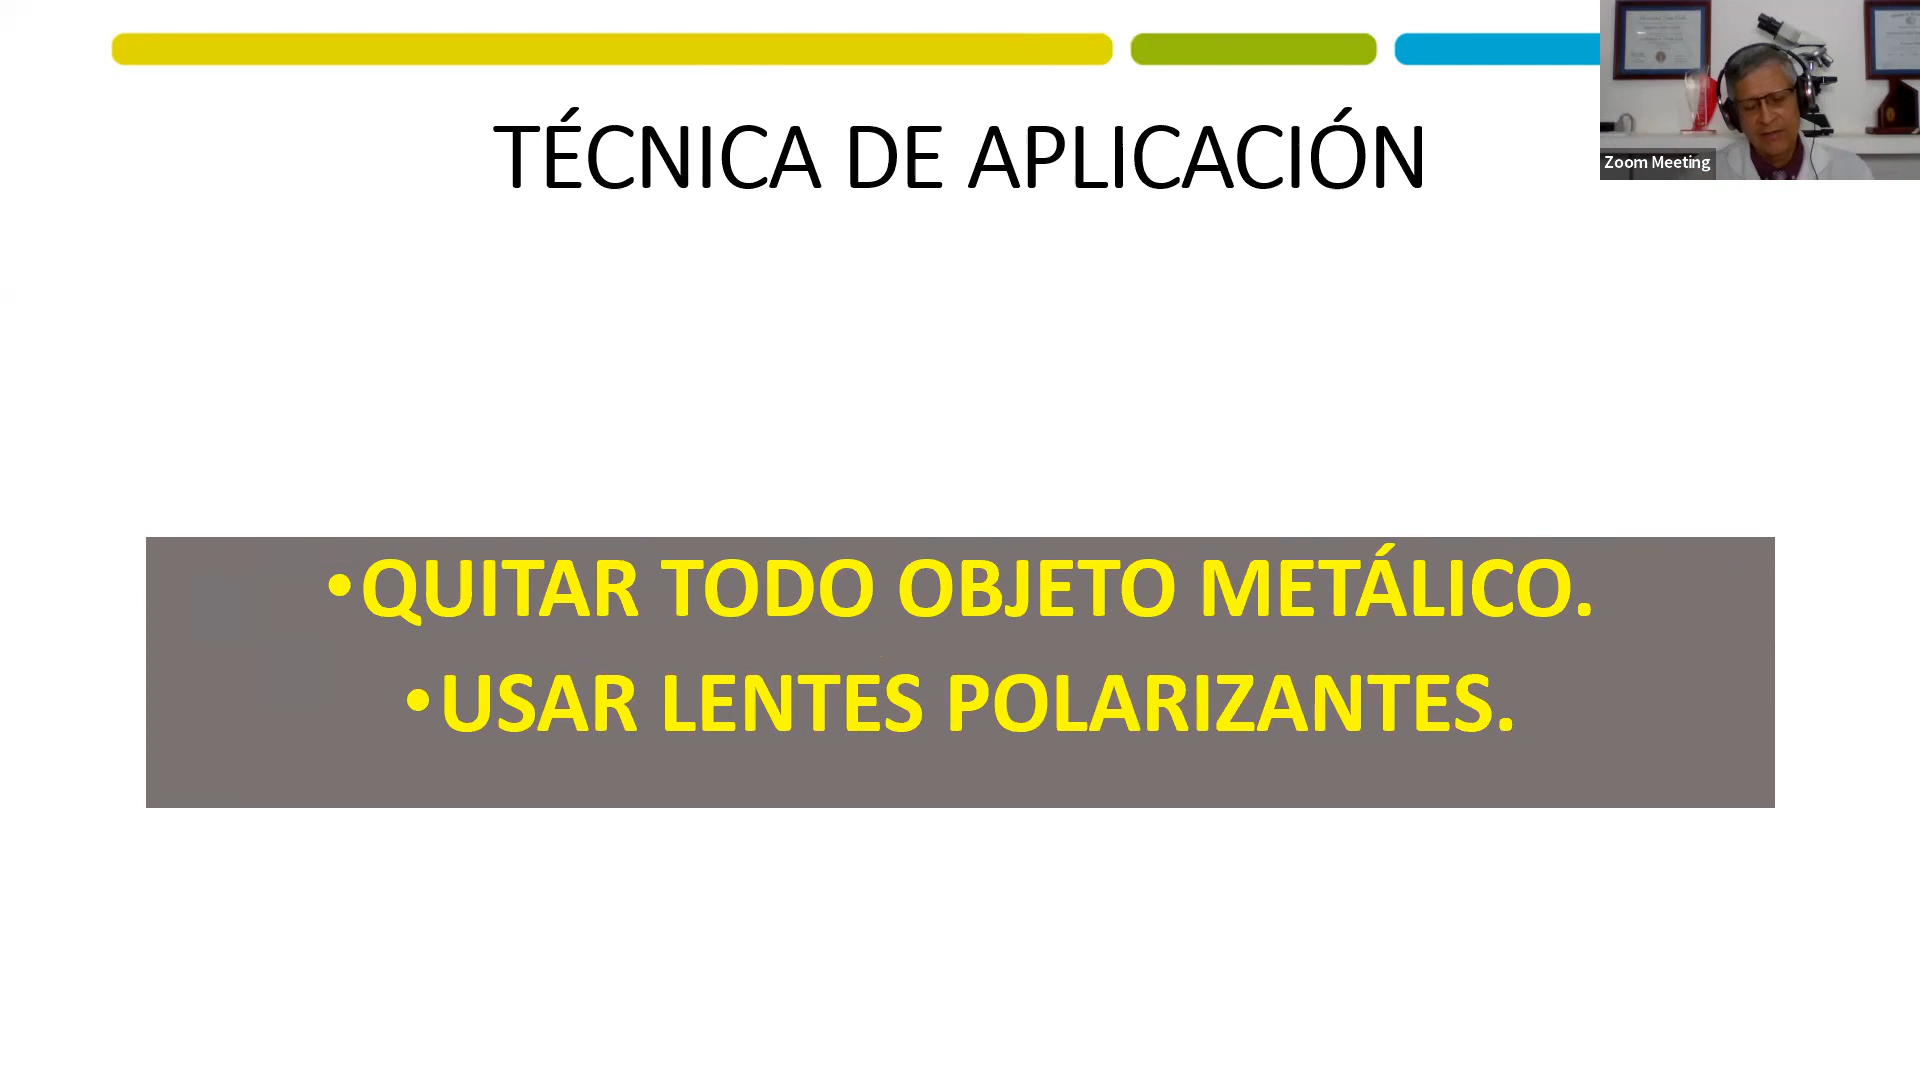 TÉCNICA DE APLICACIÓN
Zoom Meeting
•QUITAR TODO OBJETO METÁLICO.
•USAR LENTES POLARIZANTES.